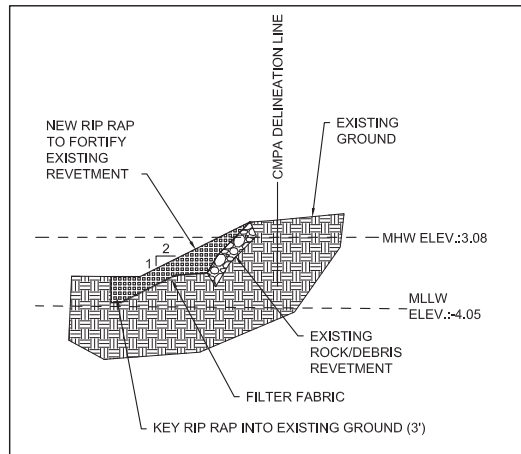 CMPA DELINEATION LINE
NEW RIP RAP
TO FORTIFY
EXISTING
REVETMENT
EXISTING
GROUND
2
1
MHW ELEV.:3.08
MLLW
ELEV.:-4.05
EXISTING
ROCK/DEBRIS
REVETMENT
FILTER FABRIC
KEY RIP RAP INTO EXISTING GROUND (3')